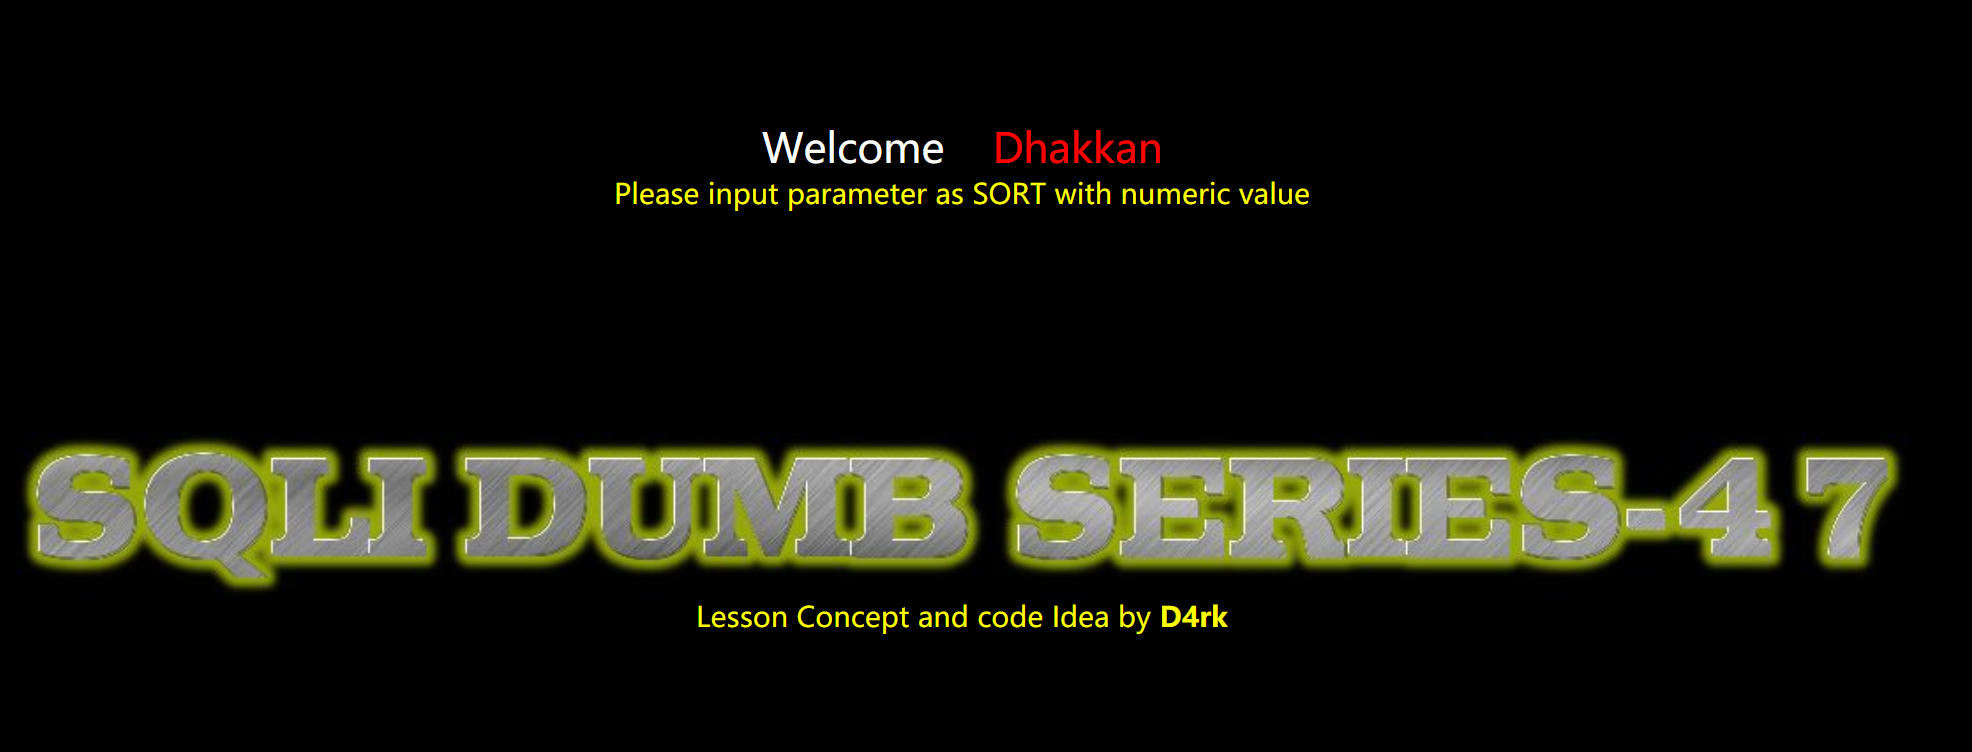 Welcome Dhakkan
Please input parameter as SORT with numeric value
SQLI DUMB SERIES-47
Lesson Concept and code Idea by D4rk